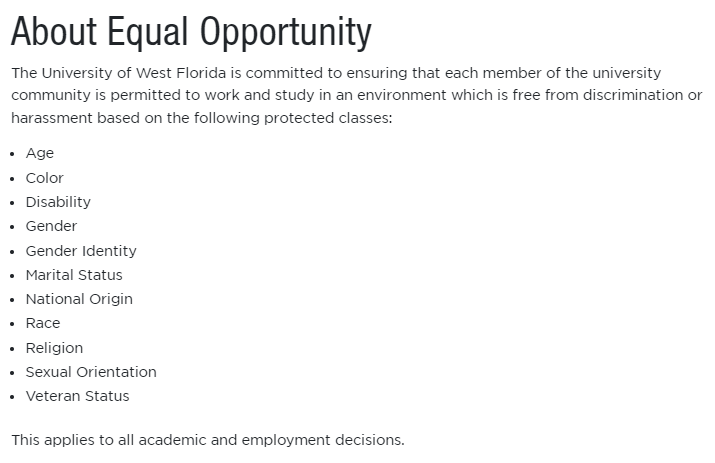 About Equal Opportunity
The University of West Florida is committed to ensuring that each member of the university
community is permitted to work and study in an environment which is free from discrimination or
harassment based on the following protected classes:
• Age
• Color
• Disability
• Gender
• Gender Identity
• Marital Status
• National Origin
• Race
• Religion
• Sexual Orientation
• Veteran Status
This applies to all academic and employment decisions.